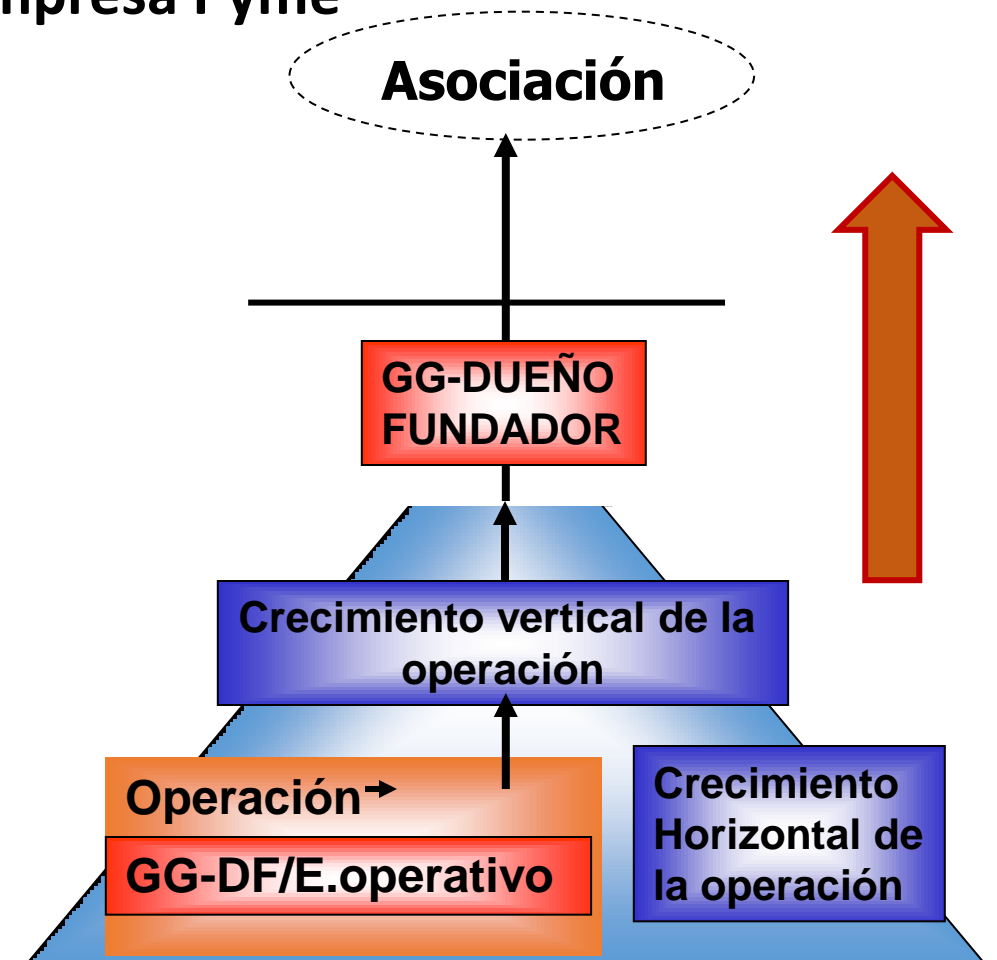 Pyme
Asociación
GG-DUEÑO
FUNDADOR
Crecimiento vertical de la
operación
Operación
GG-DF/E.operativo
Crecimiento
Horizontal de
la operación